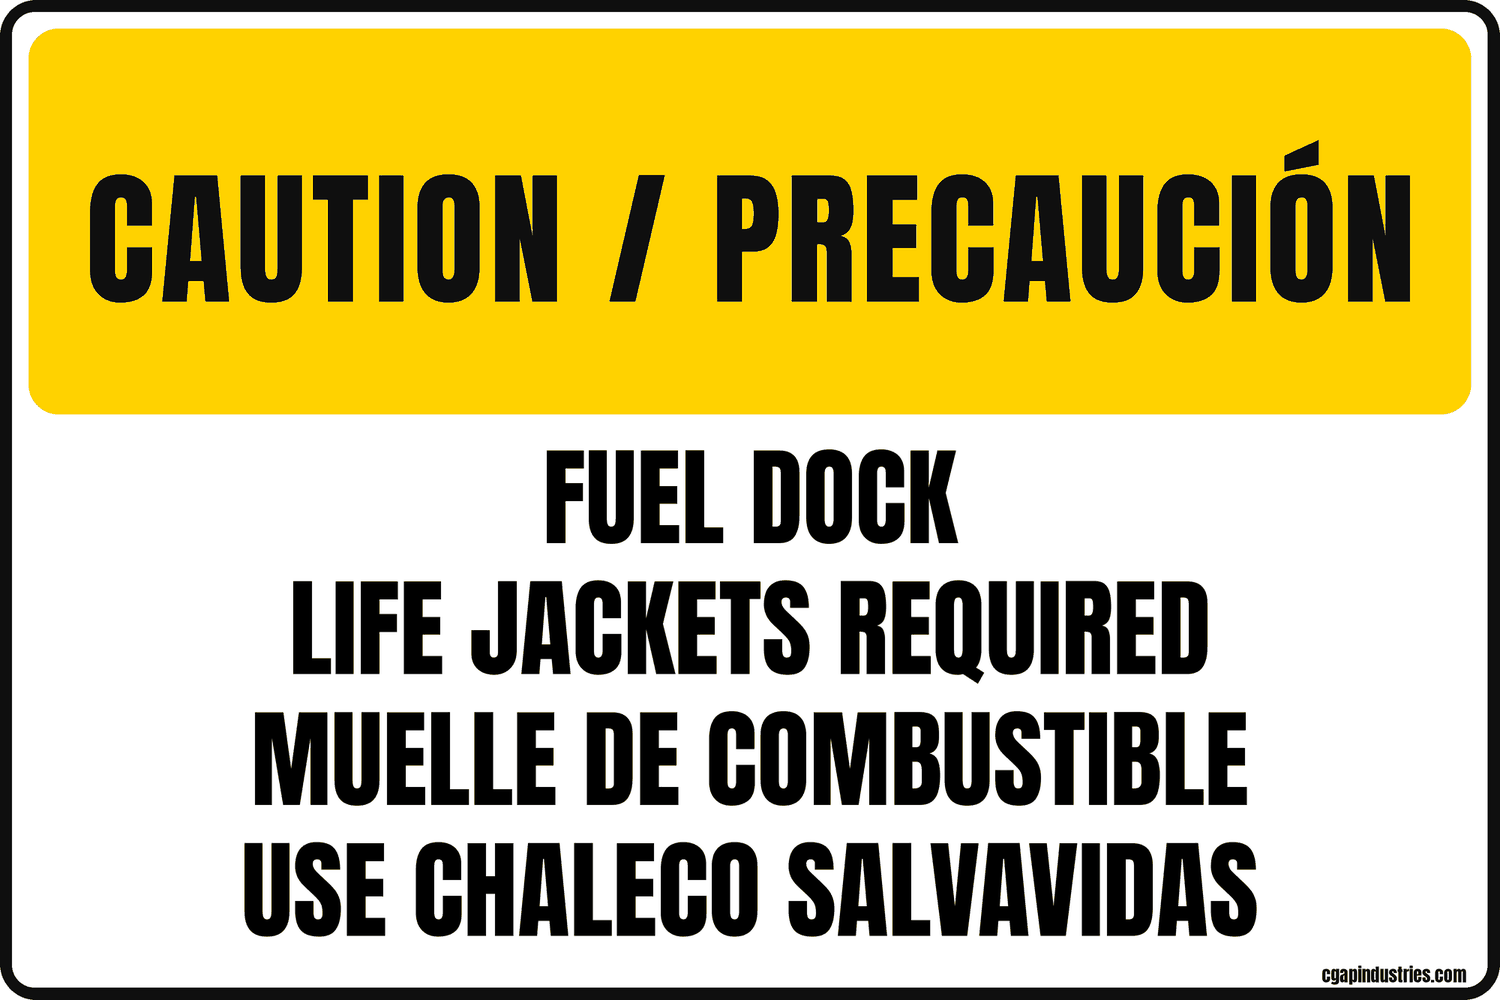 CAUTION / PRECAUCIÓN
FUEL DOCK
LIFE JACKETS REQUIRED
MUELLE DE COMBUSTIBLE
USE CHALECO SALVAVIDAS
cgapindustries.com